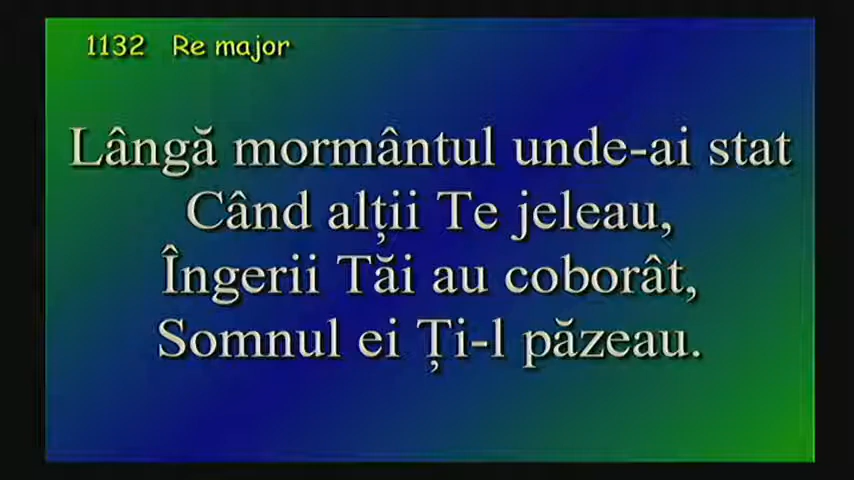 1132 Re major
Lângă mormântul unde-ai stat
Când alții Te jeleau,
Îngerii Tăi au coborât,
Somnul ei Ți-l păzeau.